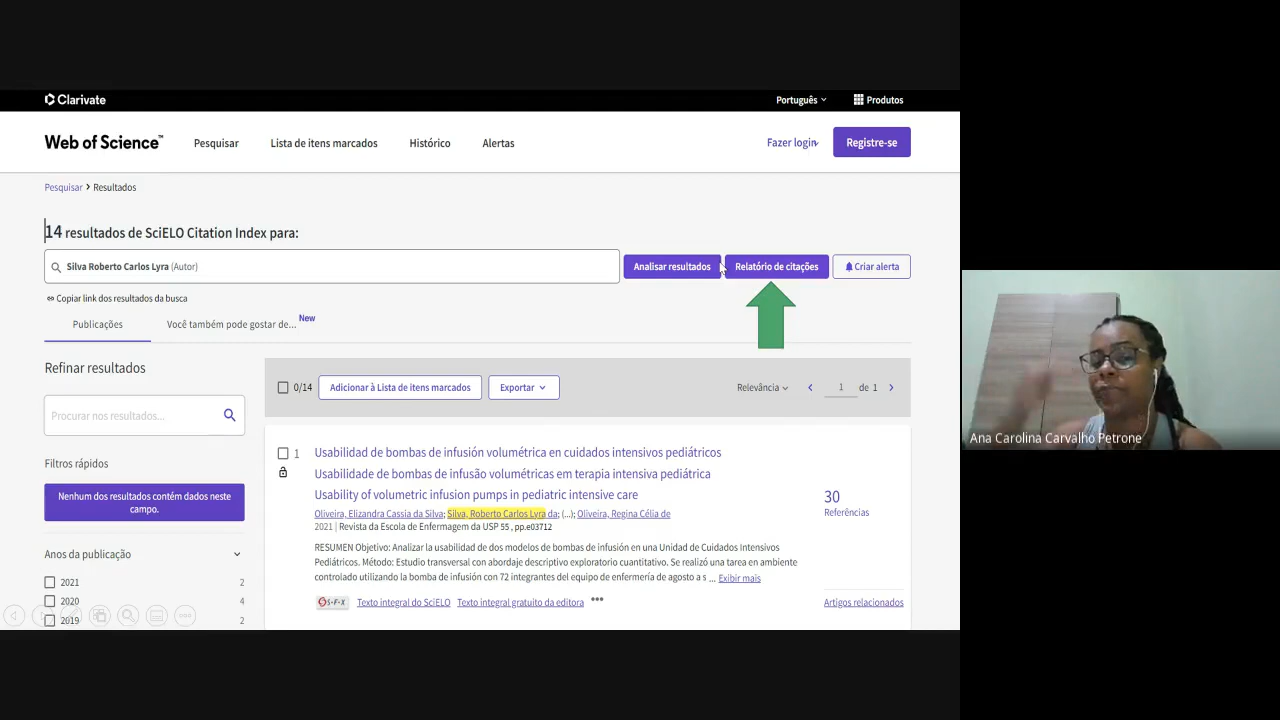 Clarivate
Português
Produtos
Web of Science™
Pesquisar
Lista de itens marcados
Histórico
Alertas
Fazer login
Registre-se
Pesquisar > Resultados
14 resultados de SciELO Citation Index para:
Silva Roberto Carlos Lyra (Autor)
Analisar resultados
Relatório de citações
Criar alerta
Copiar link dos resultados da busca
Publicações
Você também pode gostar de...
New
Refinar resultados
0/14
Adicionar à Lista de itens marcados
Exportar
Relevância
1
de 1
Procurar nos resultados...
Filtros rápidos
Nenhum dos resultados contém dados neste
campo.
Anos da publicação
2021 2
2020 4
2019 2
1
Usabilidad de bombas de infusión volumétrica en cuidados intensivos pediátricos
Usabilidade de bombas de infusão volumétricas em terapia intensiva pediátrica
Usability of volumetric infusion pumps in pediatric intensive care
Oliveira, Elizandra Cassia da Silva; Silva, Roberto Carlos Lyra da; (...); Oliveira, Regina Célia de
2021 | Revista da Escola de Enfermagem da USP 55 , pp.e03712
RESUMEN Objetivo: Analizar la usabilidad de dos modelos de bombas de infusión en una Unidad de Cuidados Intensivos
Pediátricos. Método: Estudio transversal con abordaje descriptivo exploratorio cuantitativo. Se realizó una tarea en ambiente
controlado utilizando la bomba de infusión con 72 integrantes del equipo de enfermería de agosto a s ... Exibir mais
S·F·X
Texto integral do SciELO
Texto integral gratuito da editora
•••
30
Referências
Artigos relacionados
Ana Carolina Carvalho Petrone